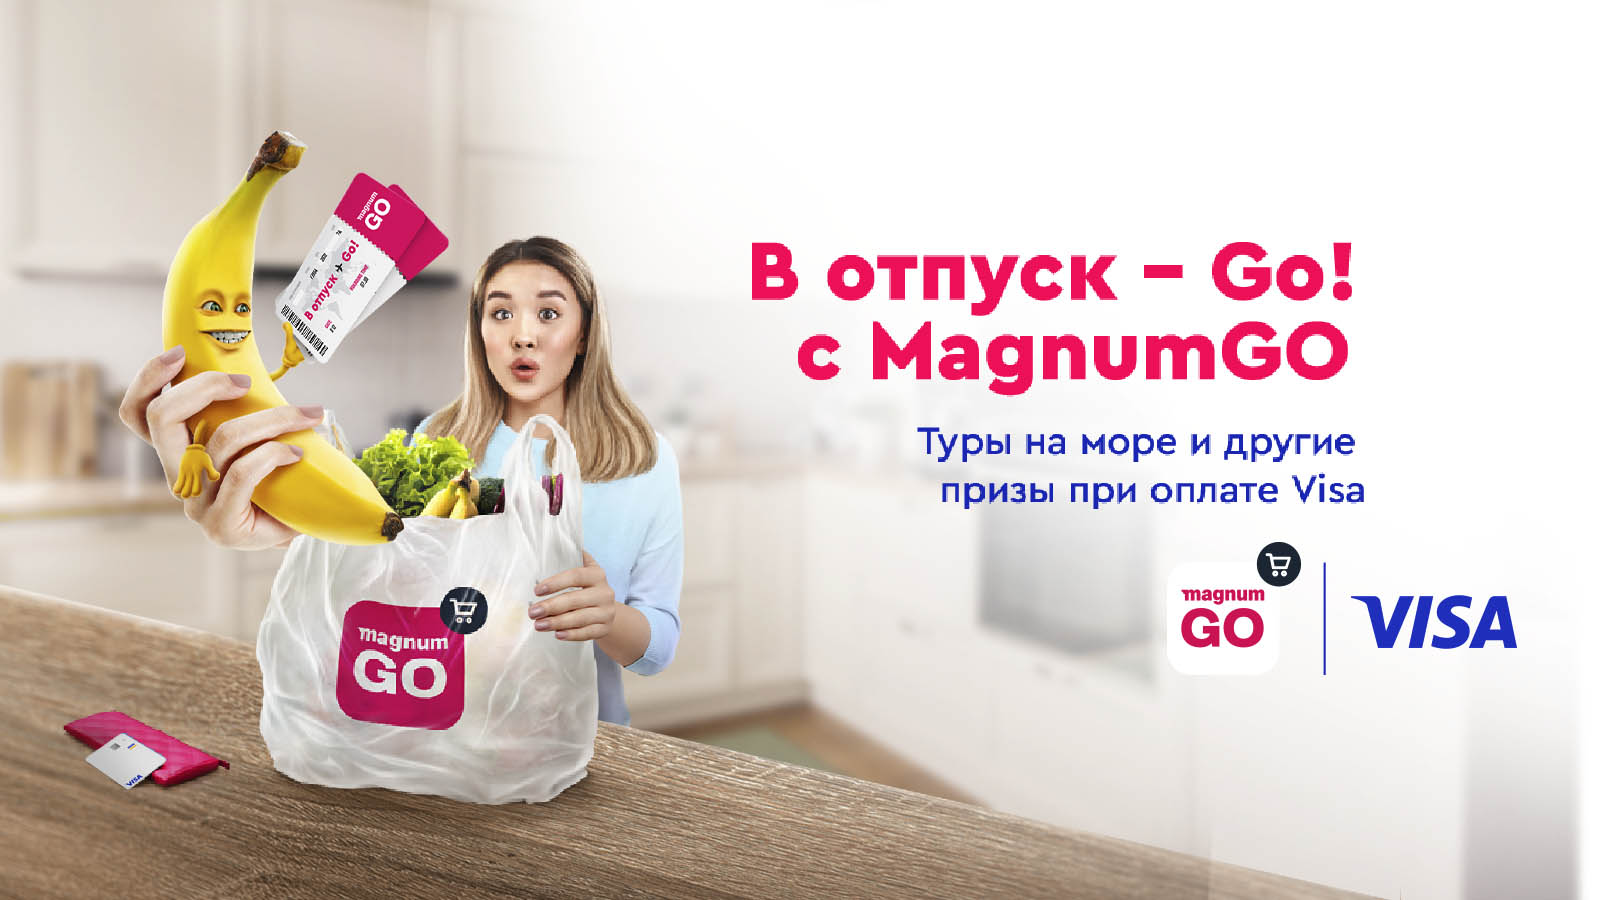 В отпуск – Go!
с MagnumGO
Туры на море и другие
призы при оплате Visa
magnum
GO
VISA
magnum
GO
В отпуск Go!
magnum
GO
VISA